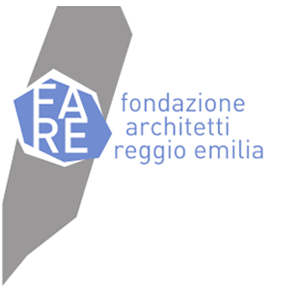 FA
RE
fondazione
architetti
reggio emilia